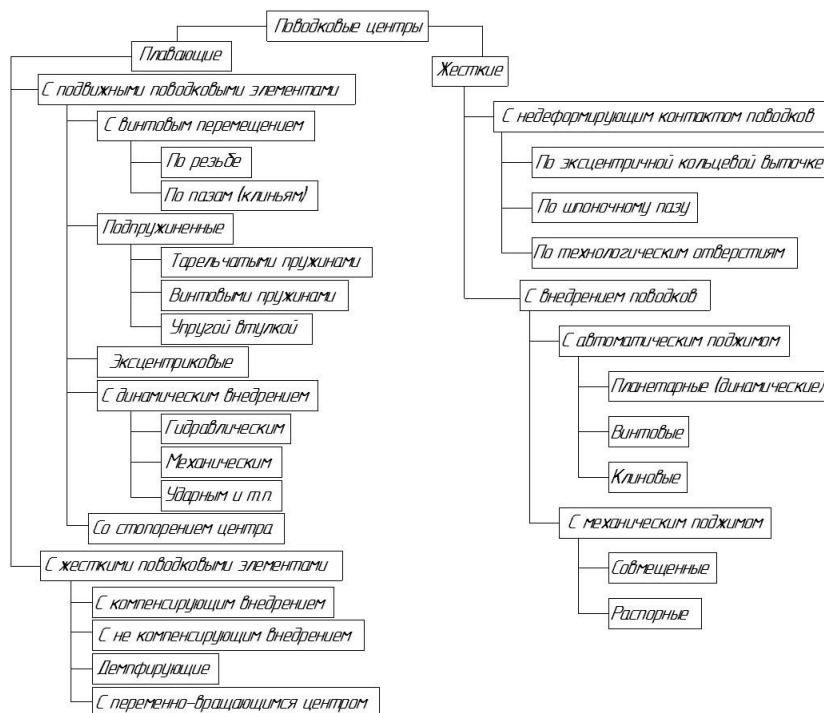 Поводковые центры
Плавающие
С подвижными поводковыми элементами
С винтовым перемещением
По резьбе
По пазам (клиньям)
Подпружиненные
Тарельчатыми пружинами
Винтовыми пружинами
Упругой втулкой
Эксцентриковые
С динамическим внедрением
Гидравлическим
Механическим
Ударным и т.п.
Со стопорением центра
С жесткими поводковыми элементами
С компенсирующим внедрением
С не компенсирующим внедрением
Демпфирующие
С переменно-вращающимся центром
Жесткие
С недеформирующим контактом поводков
По эксцентричной кольцевой выточке
По шпоночному пазу
По технологическим отверстиям
С внедрением поводков
С автоматическим поджимом
Планетарные (динамические)
Винтовые
Клиновые
С механическим поджимом
Совмещенные
Распорные